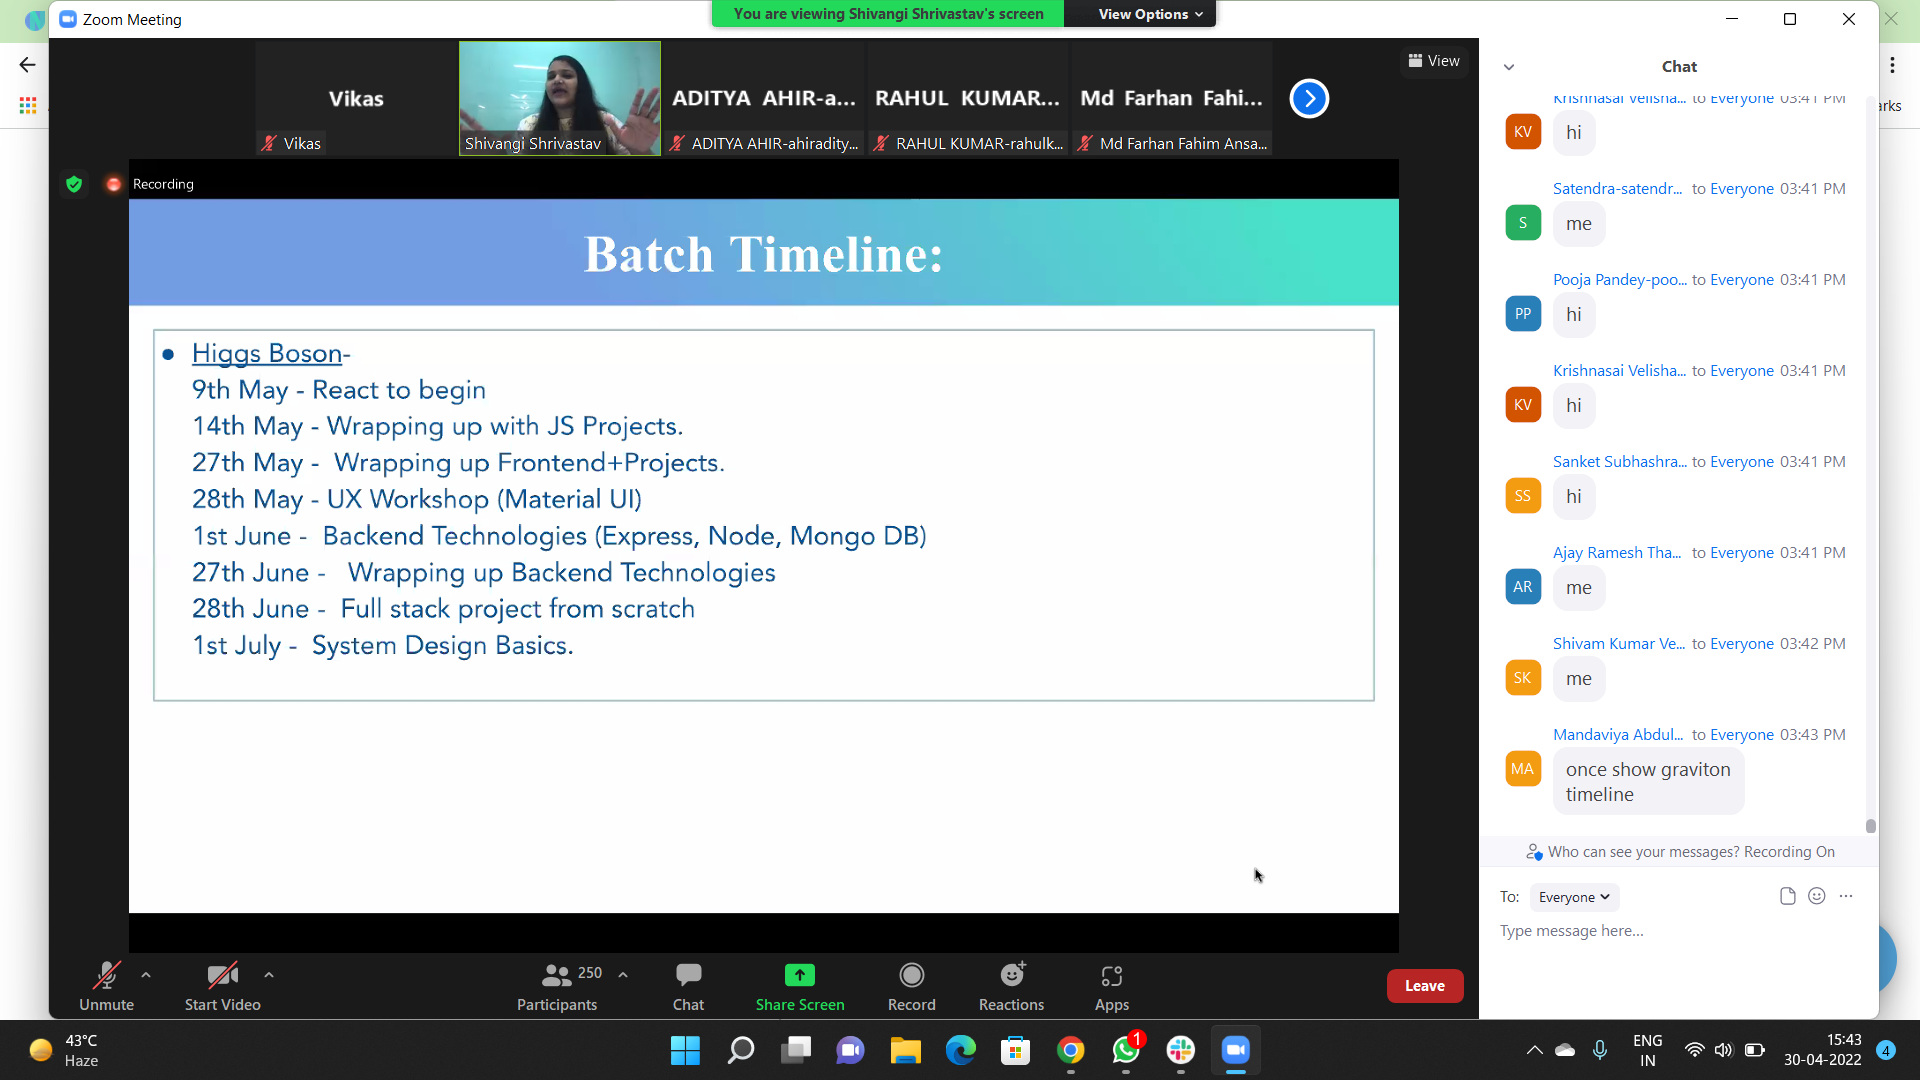 Zoom Meeting
You are viewing Shivangi Shrivastav's screen
View Options
View
Vikas
ADITYA AHIR-a...
RAHUL KUMAR...
Md Farhan Fahi...
Vikas
Shivangi Shrivastav
ADITYA AHIR-ahiradity...
RAHUL KUMAR-rahulk...
Md Farhan Fahim Ansa...
Recording
Batch Timeline:
Higgs Boson-
9th May - React to begin
14th May - Wrapping up with JS Projects.
27th May - Wrapping up Frontend+Projects.
28th May - UX Workshop (Material UI)
1st June - Backend Technologies (Express, Node, Mongo DB)
27th June - Wrapping up Backend Technologies
28th June - Full stack project from scratch
1st July - System Design Basics.
Chat
arks
Krishnasai Velisha... to Everyone 03:41 PM
KV
hi
Satendra-satendr... to Everyone 03:41 PM
S
me
Pooja Pandey-poo... to Everyone 03:41 PM
PP
hi
Krishnasai Velisha... to Everyone 03:41 PM
KV
hi
Sanket Subhashra... to Everyone 03:41 PM
SS
hi
Ajay Ramesh Tha... to Everyone 03:41 PM
AR
me
Shivam Kumar Ve... to Everyone 03:42 PM
SK
me
Mandaviya Abdul... to Everyone 03:43 PM
MA
once show graviton
timeline
Who can see your messages? Recording On
To: Everyone
Type message here...
Unmute
Start Video
250
Participants
Chat
Share Screen
Record
Reactions
Apps
Leave
43°C
Haze
1
ENG
IN
15:43
30-04-2022
4